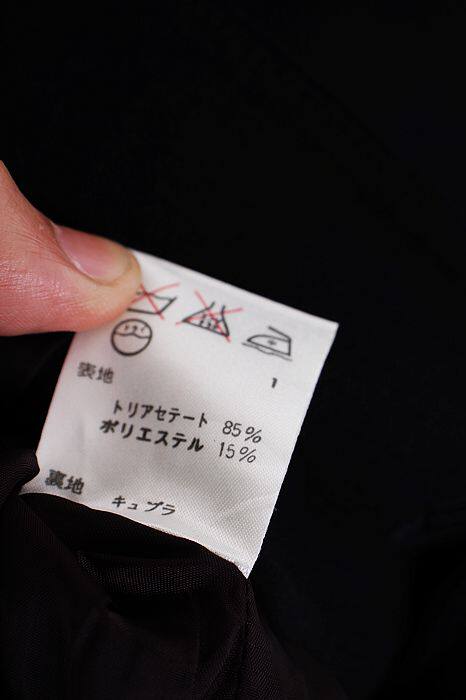 表地
1
トリアセテート 85%
ポリエステル 15%
裏地 キュプラ